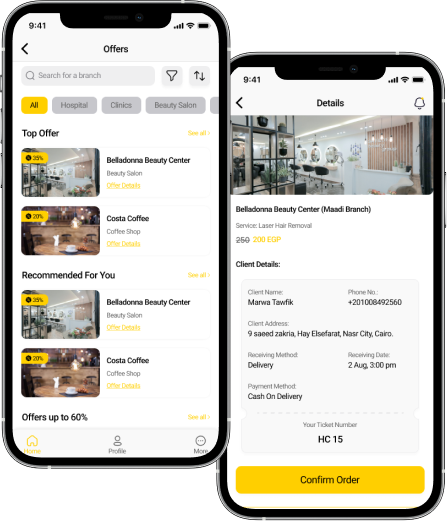 9:41
Offers
Search for a branch
All Hospital Clinics Beauty Salon
Top Offer See all
35%
Belladonna Beauty Center
Beauty Salon
Offer Details
20%
Costa Coffee
Coffee Shop
Offer Details
Recommended For You See all
35%
Belladonna Beauty Center
Beauty Salon
Offer Details
20%
Costa Coffee
Coffee Shop
Offer Details
Offers up to 60% See all
Home Profile More
9:41
Details
Belladonna Beauty Center (Maadi Branch)
Service: Laser Hair Removal
250 200 EGP
Client Details:
Client Name: Phone No.:
Marwa Tawfik +201008492560
Client Address:
9 saeed zakria, Hay Elsefarat, Nasr City, Cairo.
Receiving Method: Receiving Date:
Delivery 2 Aug, 3:00 pm
Payment Method:
Cash On Delivery
Your Ticket Number
HC 15
Confirm Order